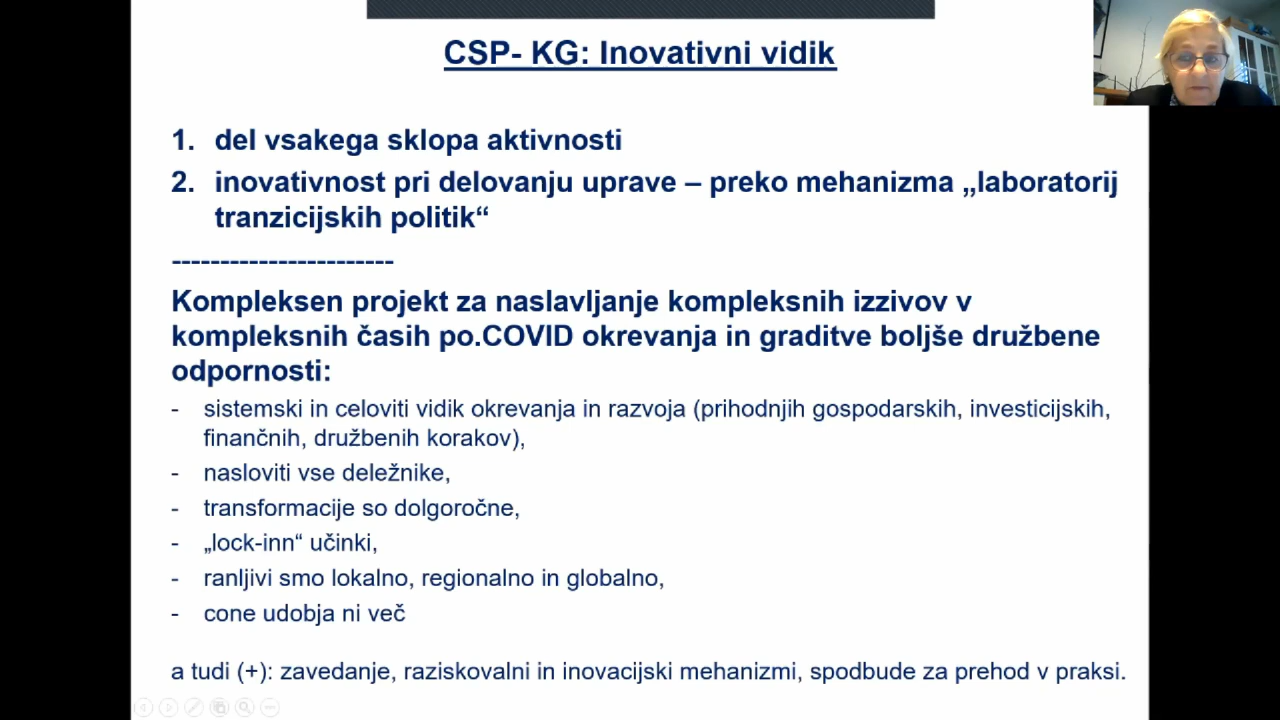 CSP- KG: Inovativni vidik
1. del vsakega sklopa aktivnosti
2. inovativnost pri delovanju uprave – preko mehanizma „laboratorij
tranzicijskih politik“
-----------------------
Kompleksen projekt za naslavljanje kompleksnih izzivov v
kompleksnih časih po.COVID okrevanja in graditve boljše družbene
odpornosti:
- sistemski in celoviti vidik okrevanja in razvoja (prihodnjih gospodarskih, investicijskih,
finančnih, družbenih korakov),
- nasloviti vse deležnike,
- transformacije so dolgoročne,
- „lock-inn“ učinki,
- ranljivi smo lokalno, regionalno in globalno,
- cone udobja ni več
a tudi (+): zavedanje, raziskovalni in inovacijski mehanizmi, spodbude za prehod v praksi.